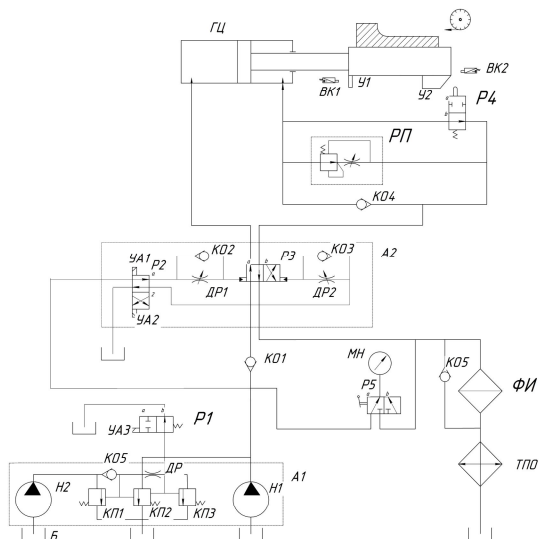 ГЦ
ВК1
У1
У2
ВК2
Р4
а
в
РП
КО4
А2
УА1
Р2
КО2
Р3
КО3
а
в
а
г
ДР1
ДР2
УА2
КО1
МН
Р5
а
в
КО5
ФИ
УА3
а
в
Р1
ТПО
КО5
ДР
А1
Н2
Н1
КП1
КП2
КП3
Б